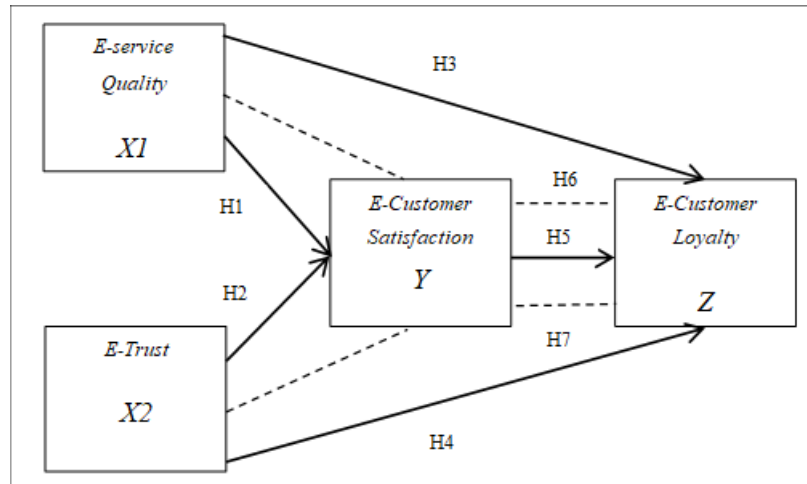 E-service
Quality
X1
H3
H1
H6
E-Customer
Satisfaction
Y
H5
E-Customer
Loyalty
Z
H2
E-Trust
X2
H7
H4